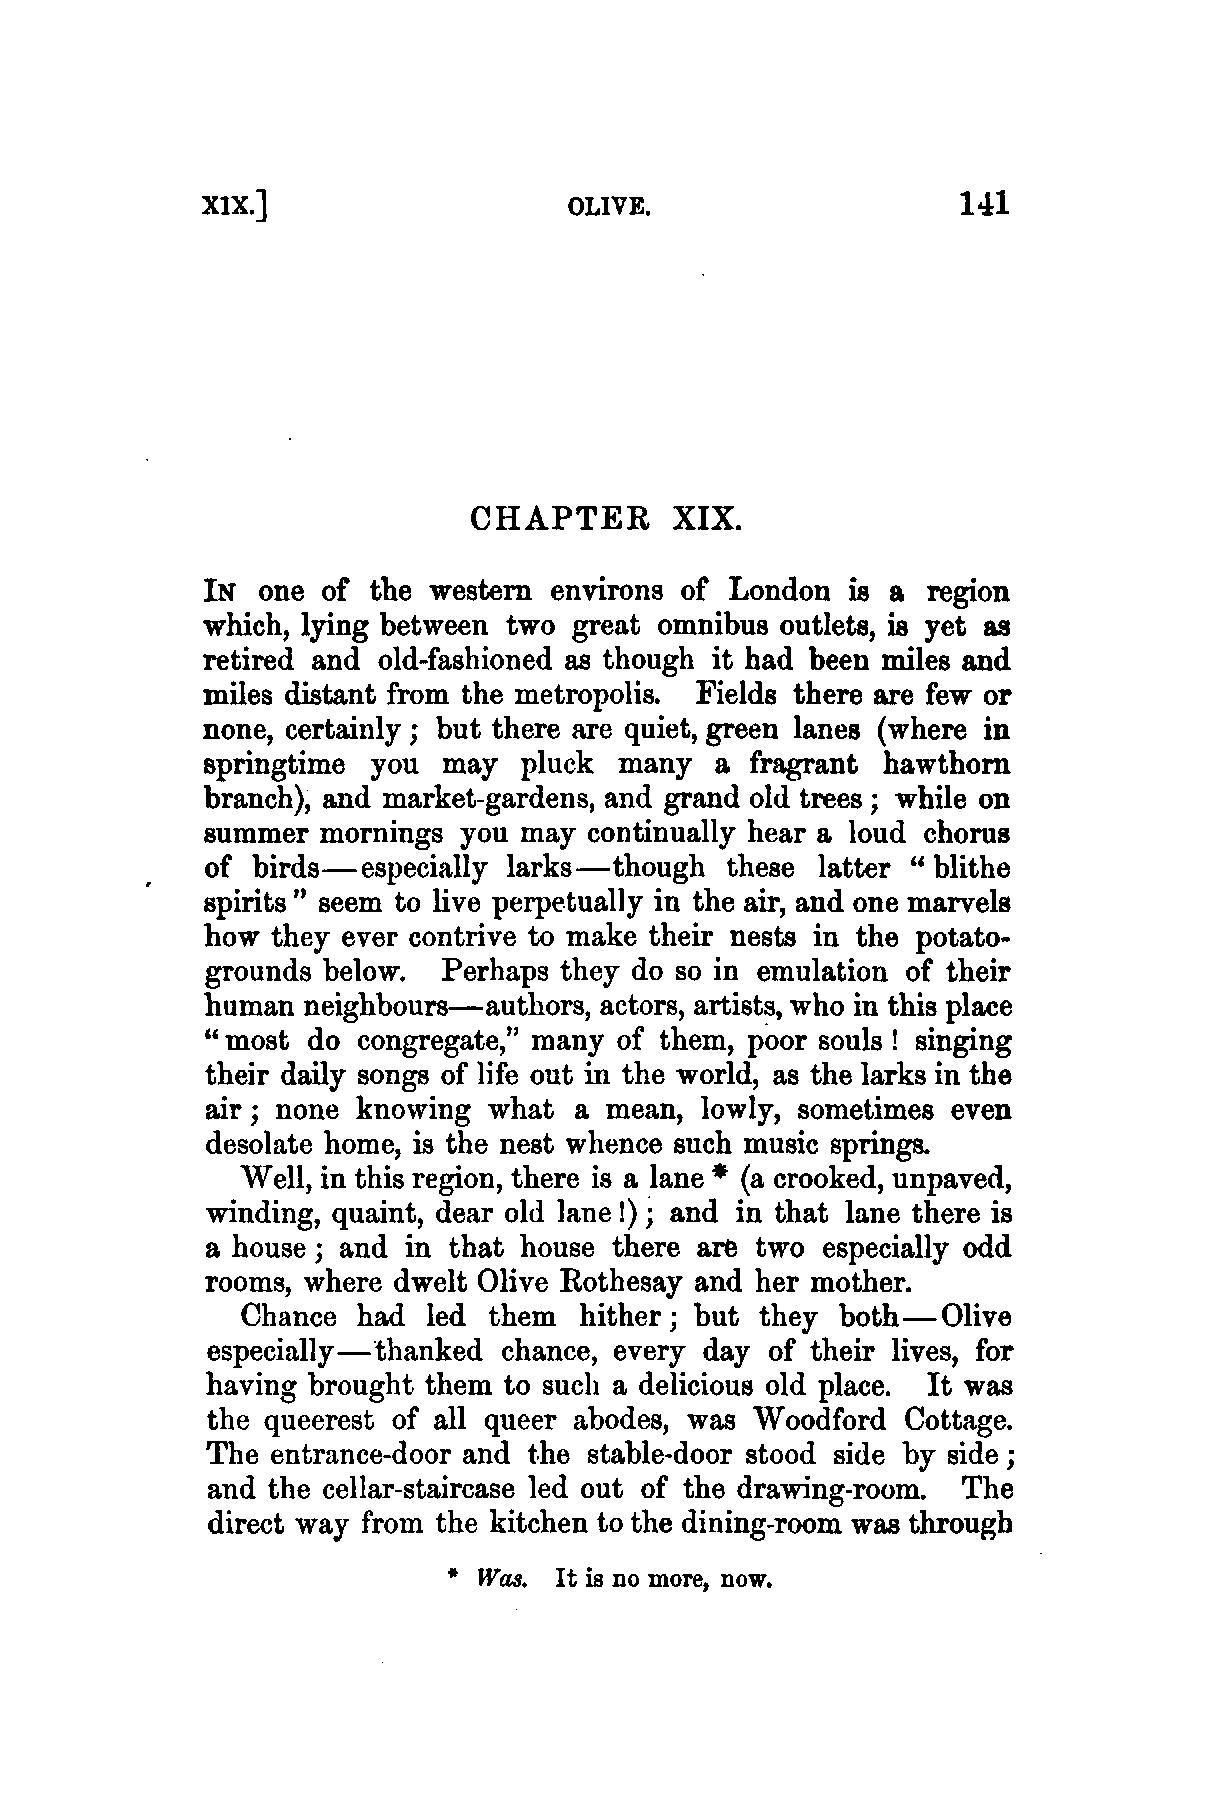 XIX.] OLIVE. 141
CHAPTER XIX.
In one of the western environs of London is a region
which, lying between two great omnibus outlets, is yet as
retired and old-fashioned as though it had been miles and
miles distant from the metropolis. Fields there are few or
none, certainly ; but there are quiet, green lanes (where in
springtime you may pluck many a fragrant hawthorn
branch), and market-gardens, and grand old trees ; while on
summer mornings you may continually hear a loud chorus
of birds—especially larks—though these latter “ blithe
spirits ” seem to live perpetually in the air, and one marvels
how they ever contrive to make their nests in the potato-
grounds below. Perhaps they do so in emulation of their
human neighbours—authors, actors, artists, who in this place
“ most do congregate,” many of them, poor souls ! singing
their daily songs of life out in the world, as the larks in the
air ; none knowing what a mean, lowly, sometimes even
desolate home, is the nest whence such music springs.
Well, in this region, there is a lane * (a crooked, unpaved,
winding, quaint, dear old lane !) ; and in that lane there is
a house ; and in that house there are two especially odd
rooms, where dwelt Olive Rothesay and her mother.
Chance had led them hither ; but they both—Olive
especially—thanked chance, every day of their lives, for
having brought them to such a delicious old place. It was
the queerest of all queer abodes, was Woodford Cottage.
The entrance-door and the stable-door stood side by side ;
and the cellar-staircase led out of the drawing-room. The
direct way from the kitchen to the dining-room was through
* Was. It is no more, now.